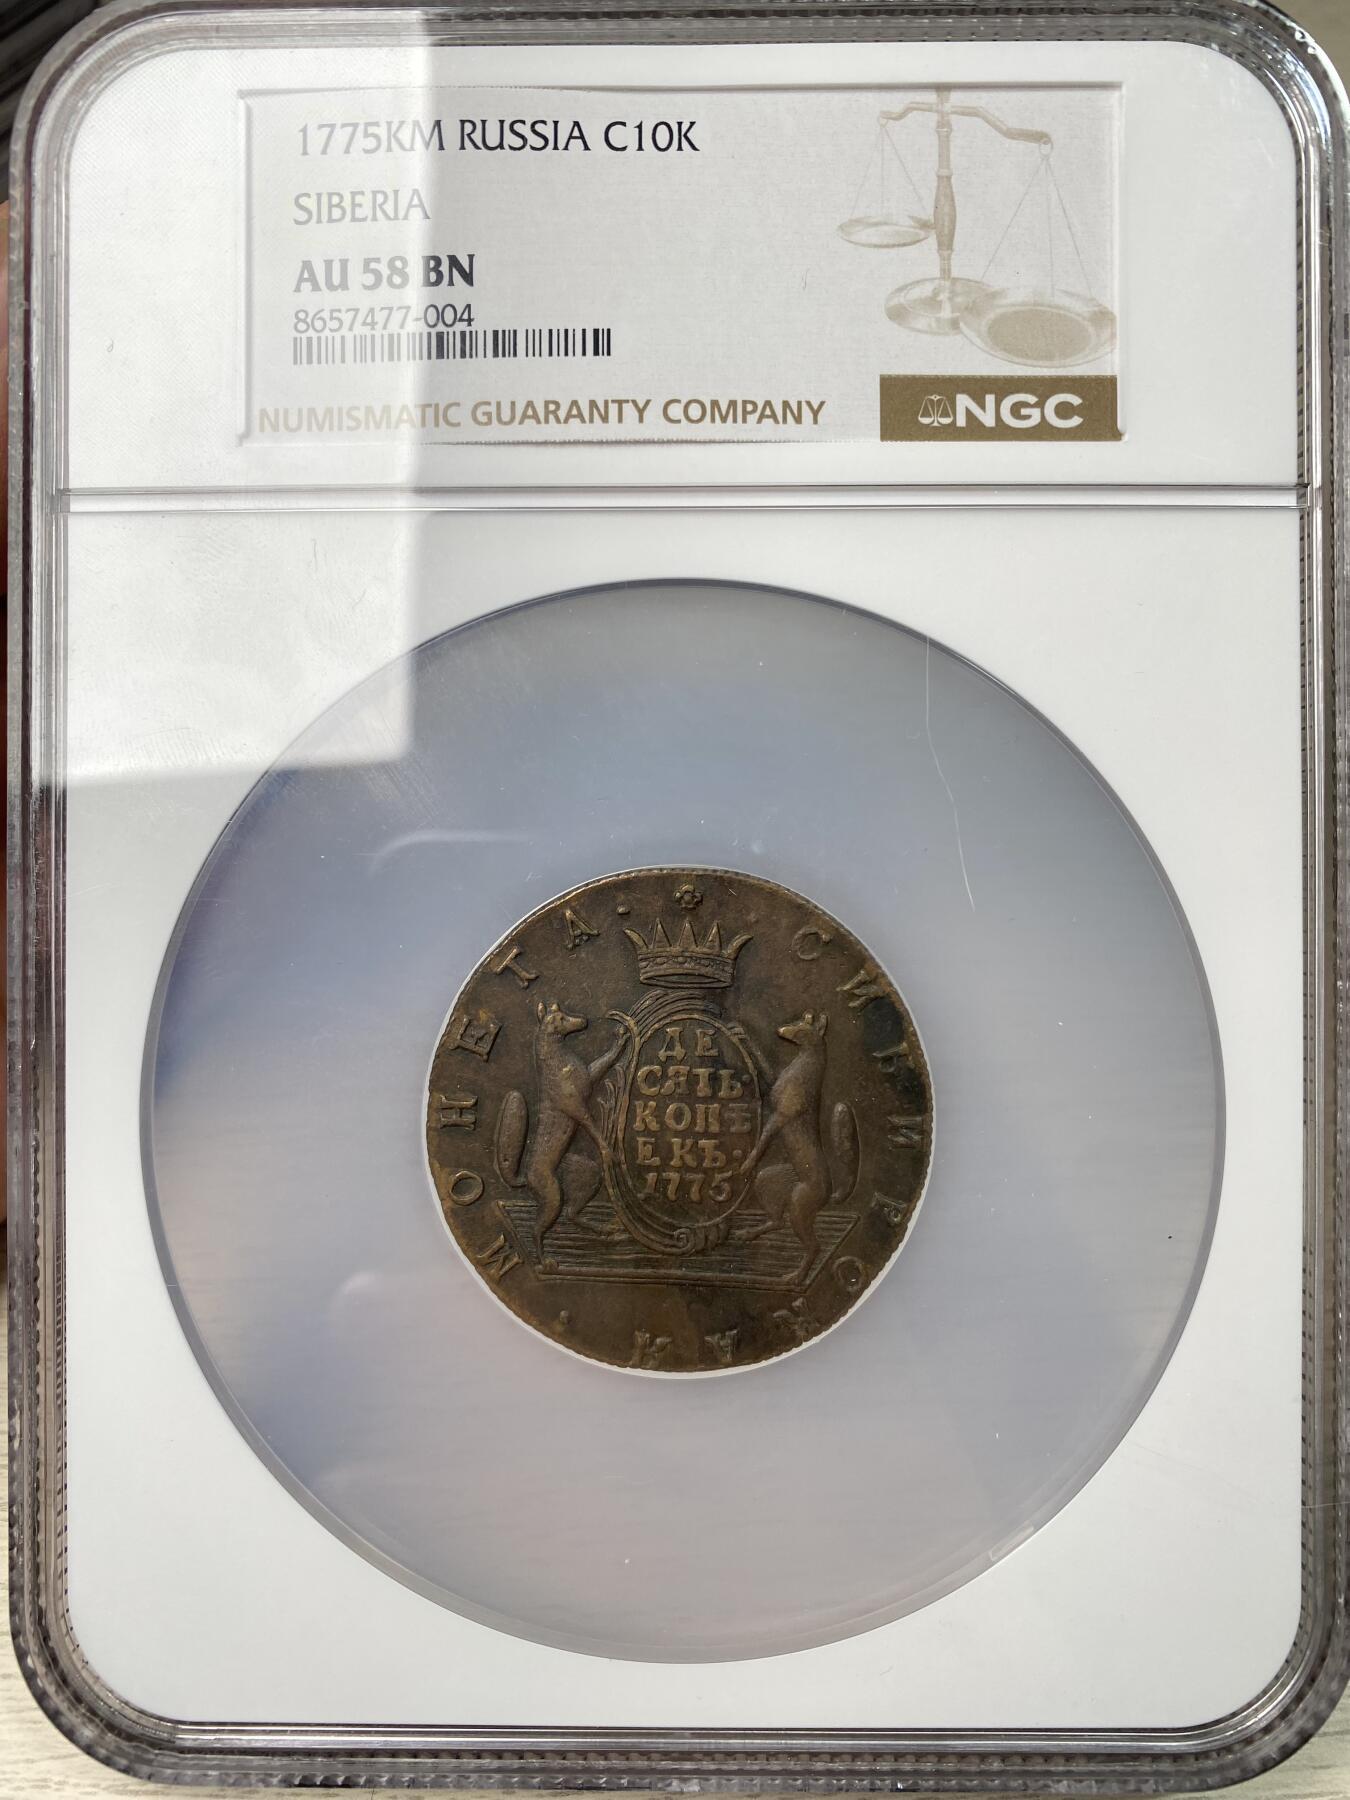 1775KM RUSSIA C10K
SIBERIA
AU 58 BN
8657477-004
NUMISMATIC GUARANTY COMPANY
NGC
МОНЕТА · СИБИРСКАЯ ·
ДЕ
СЯТЬ·
КОПѢ
ЕКЪ·
1775